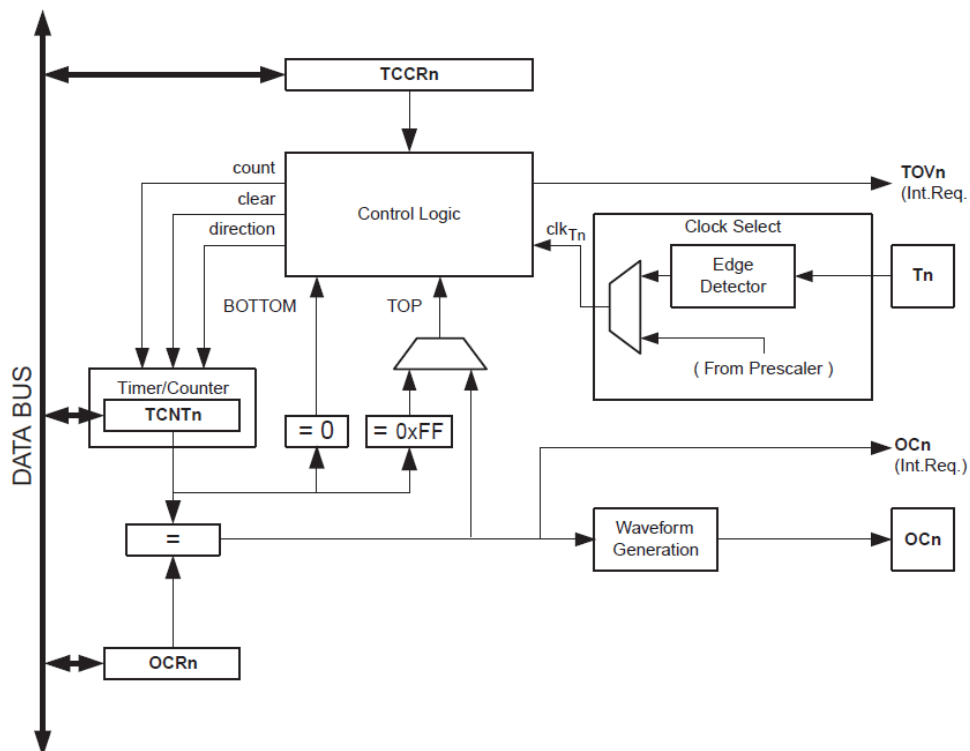 TCCRn
count
clear
direction
Control Logic
TOVn
(Int.Req.
clkTn
Clock Select
Edge
Detector
Tn
BOTTOM
TOP
( From Prescaler )
Timer/Counter
TCNTn
= 0
= 0xFF
DATA BUS
OCn
(Int.Req.)
=
Waveform
Generation
OCn
OCRn